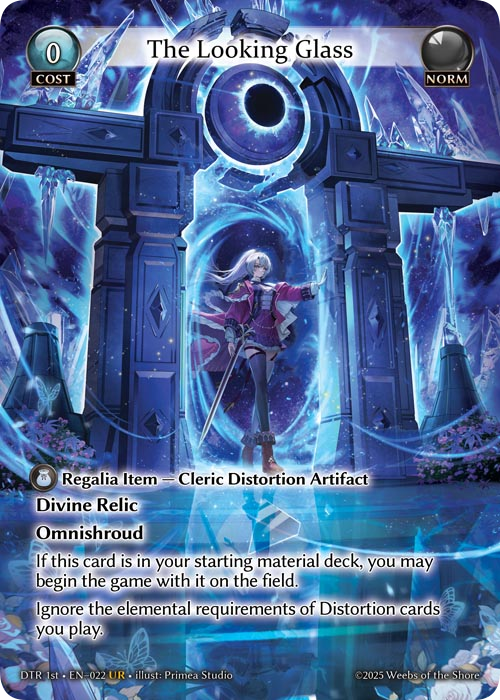 0
COST
The Looking Glass
NORM
Regalia Item — Cleric Distortion Artifact
Divine Relic
Omnishroud
If this card is in your starting material deck, you may
begin the game with it on the field.
Ignore the elemental requirements of Distortion cards
you play.
DTR 1st • EN–022 UR • illust: Primea Studio
©2025 Weebs of the Shore